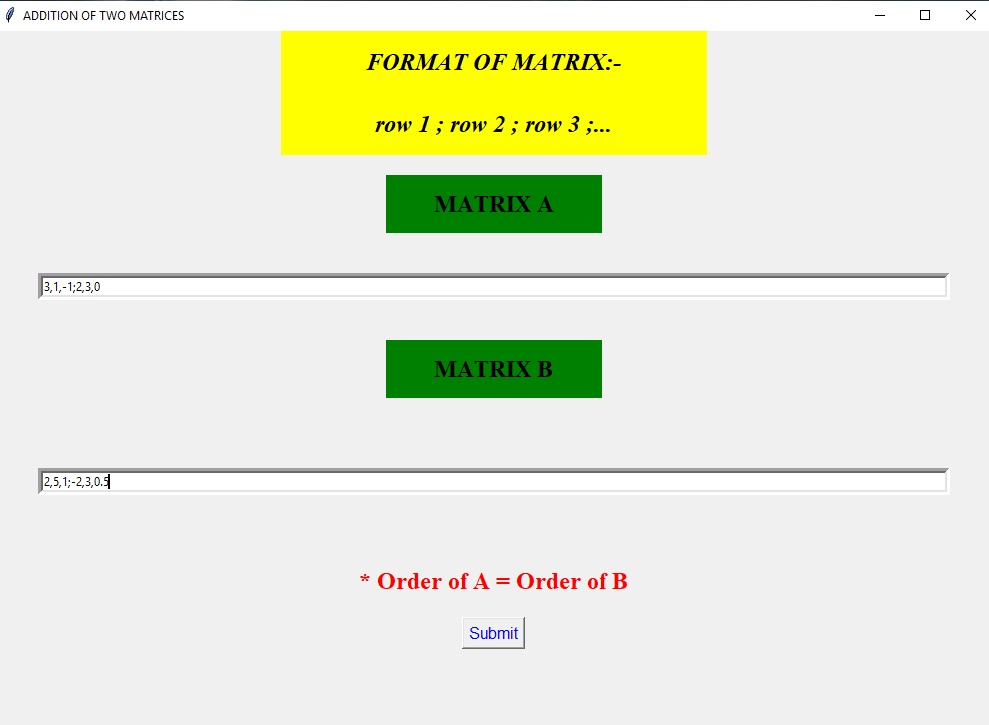 ADDITION OF TWO MATRICES
FORMAT OF MATRIX:-
row 1 ; row 2 ; row 3 ;...
MATRIX A
3,1,-1;2,3,0
MATRIX B
2,5,1;-2,3,0.5
* Order of A = Order of B
Submit